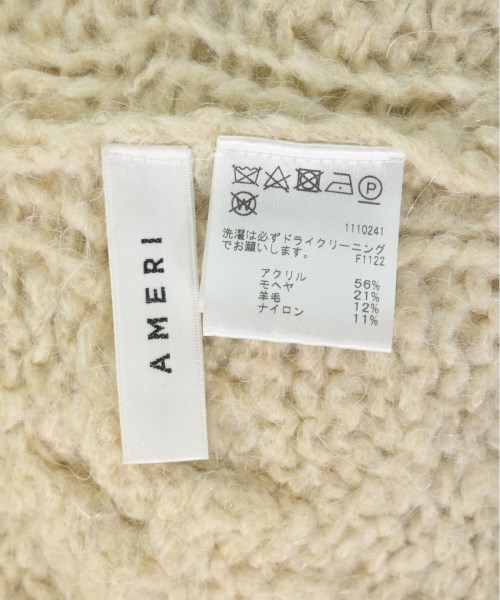 AMERI
P
W
1110241
洗濯は必ずドライクリーニング
でお願いします。
F1122
アクリル 56%
モヘヤ 21%
羊毛 12%
ナイロン 11%